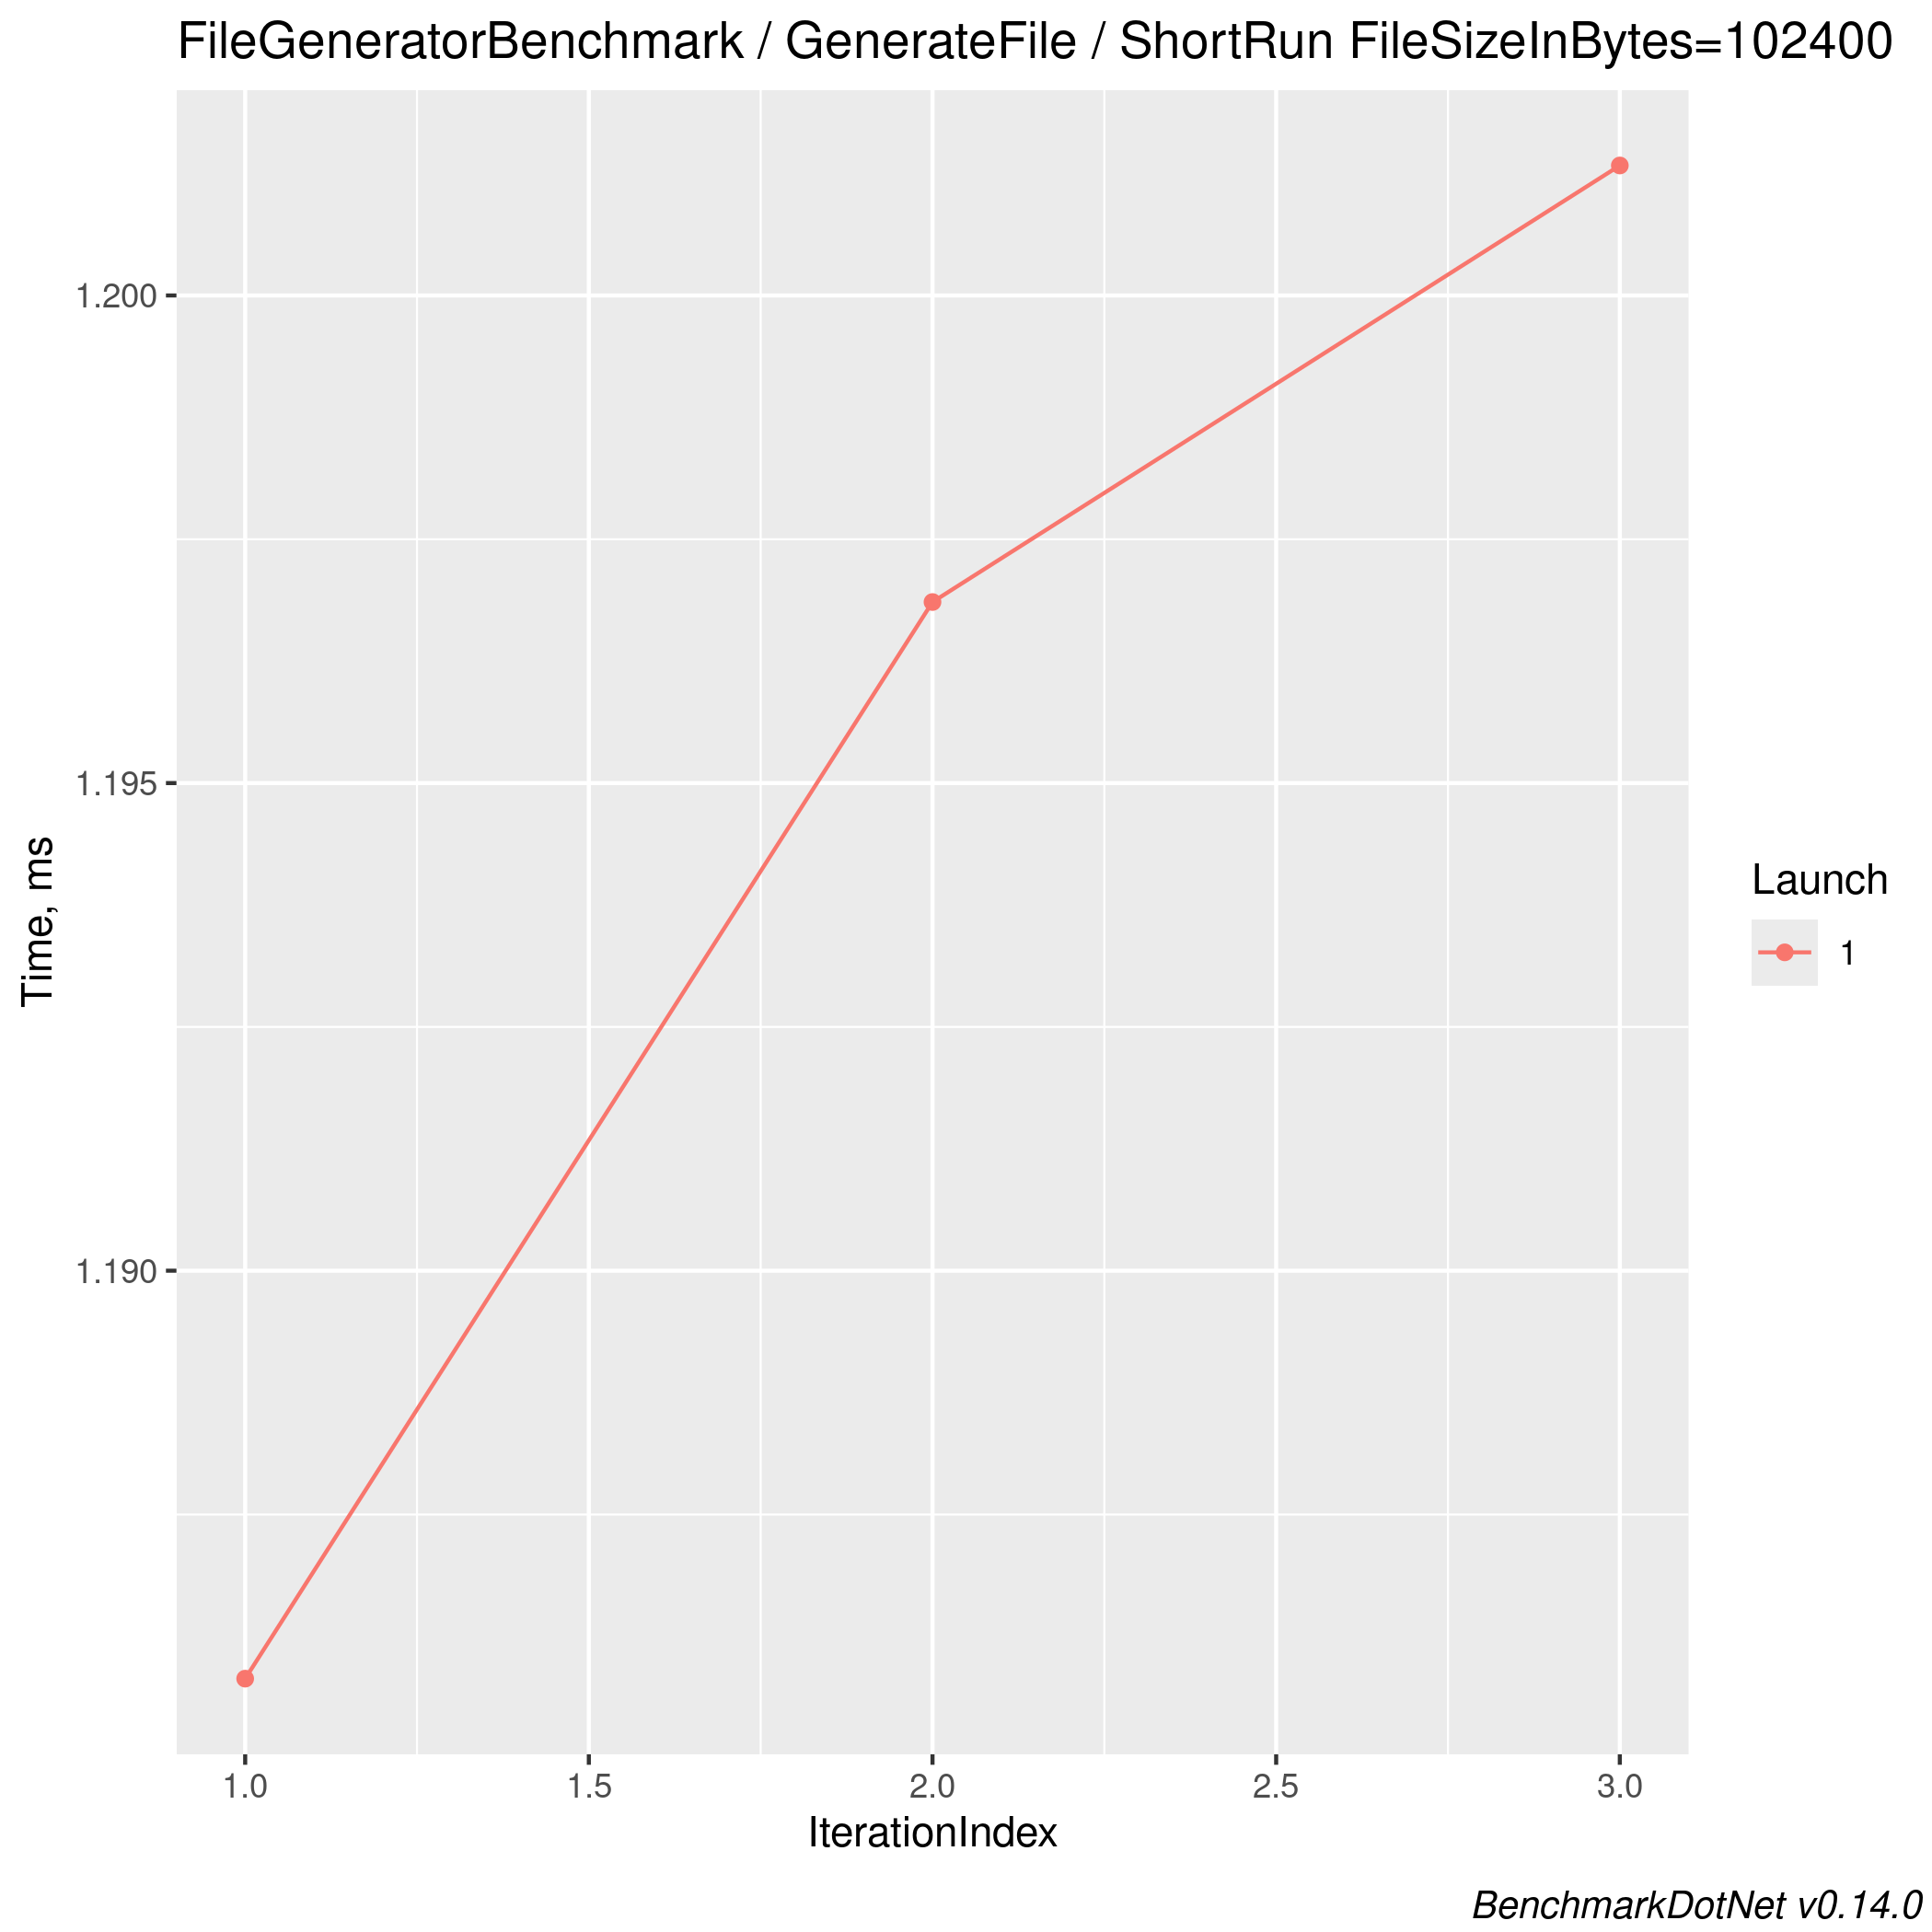 FileGeneratorBenchmark / GenerateFile / ShortRun FileSizeInBytes=102400
1.200
1.195
1.190
Time, ms
1.0 1.5 2.0 2.5 3.0
IterationIndex
Launch
1
BenchmarkDotNet v0.14.0